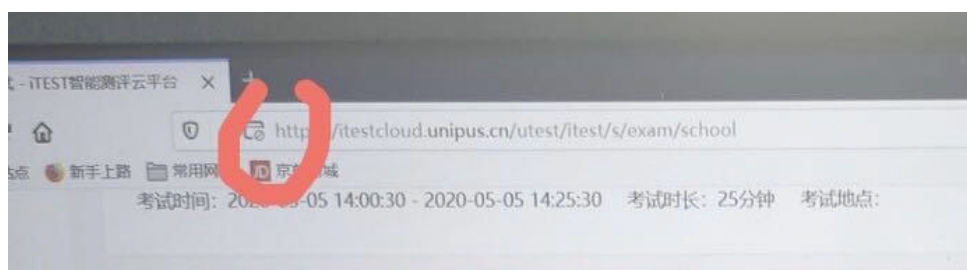 - iTEST智能测评云平台 × +
itestcloud.unipus.cn/utest/itest/s/exam/school
新手上路 常用网 JD 京 城
考试时间: 05 14:00:30 - 2020-05-05 14:25:30 考试时长: 25分钟 考试地点: